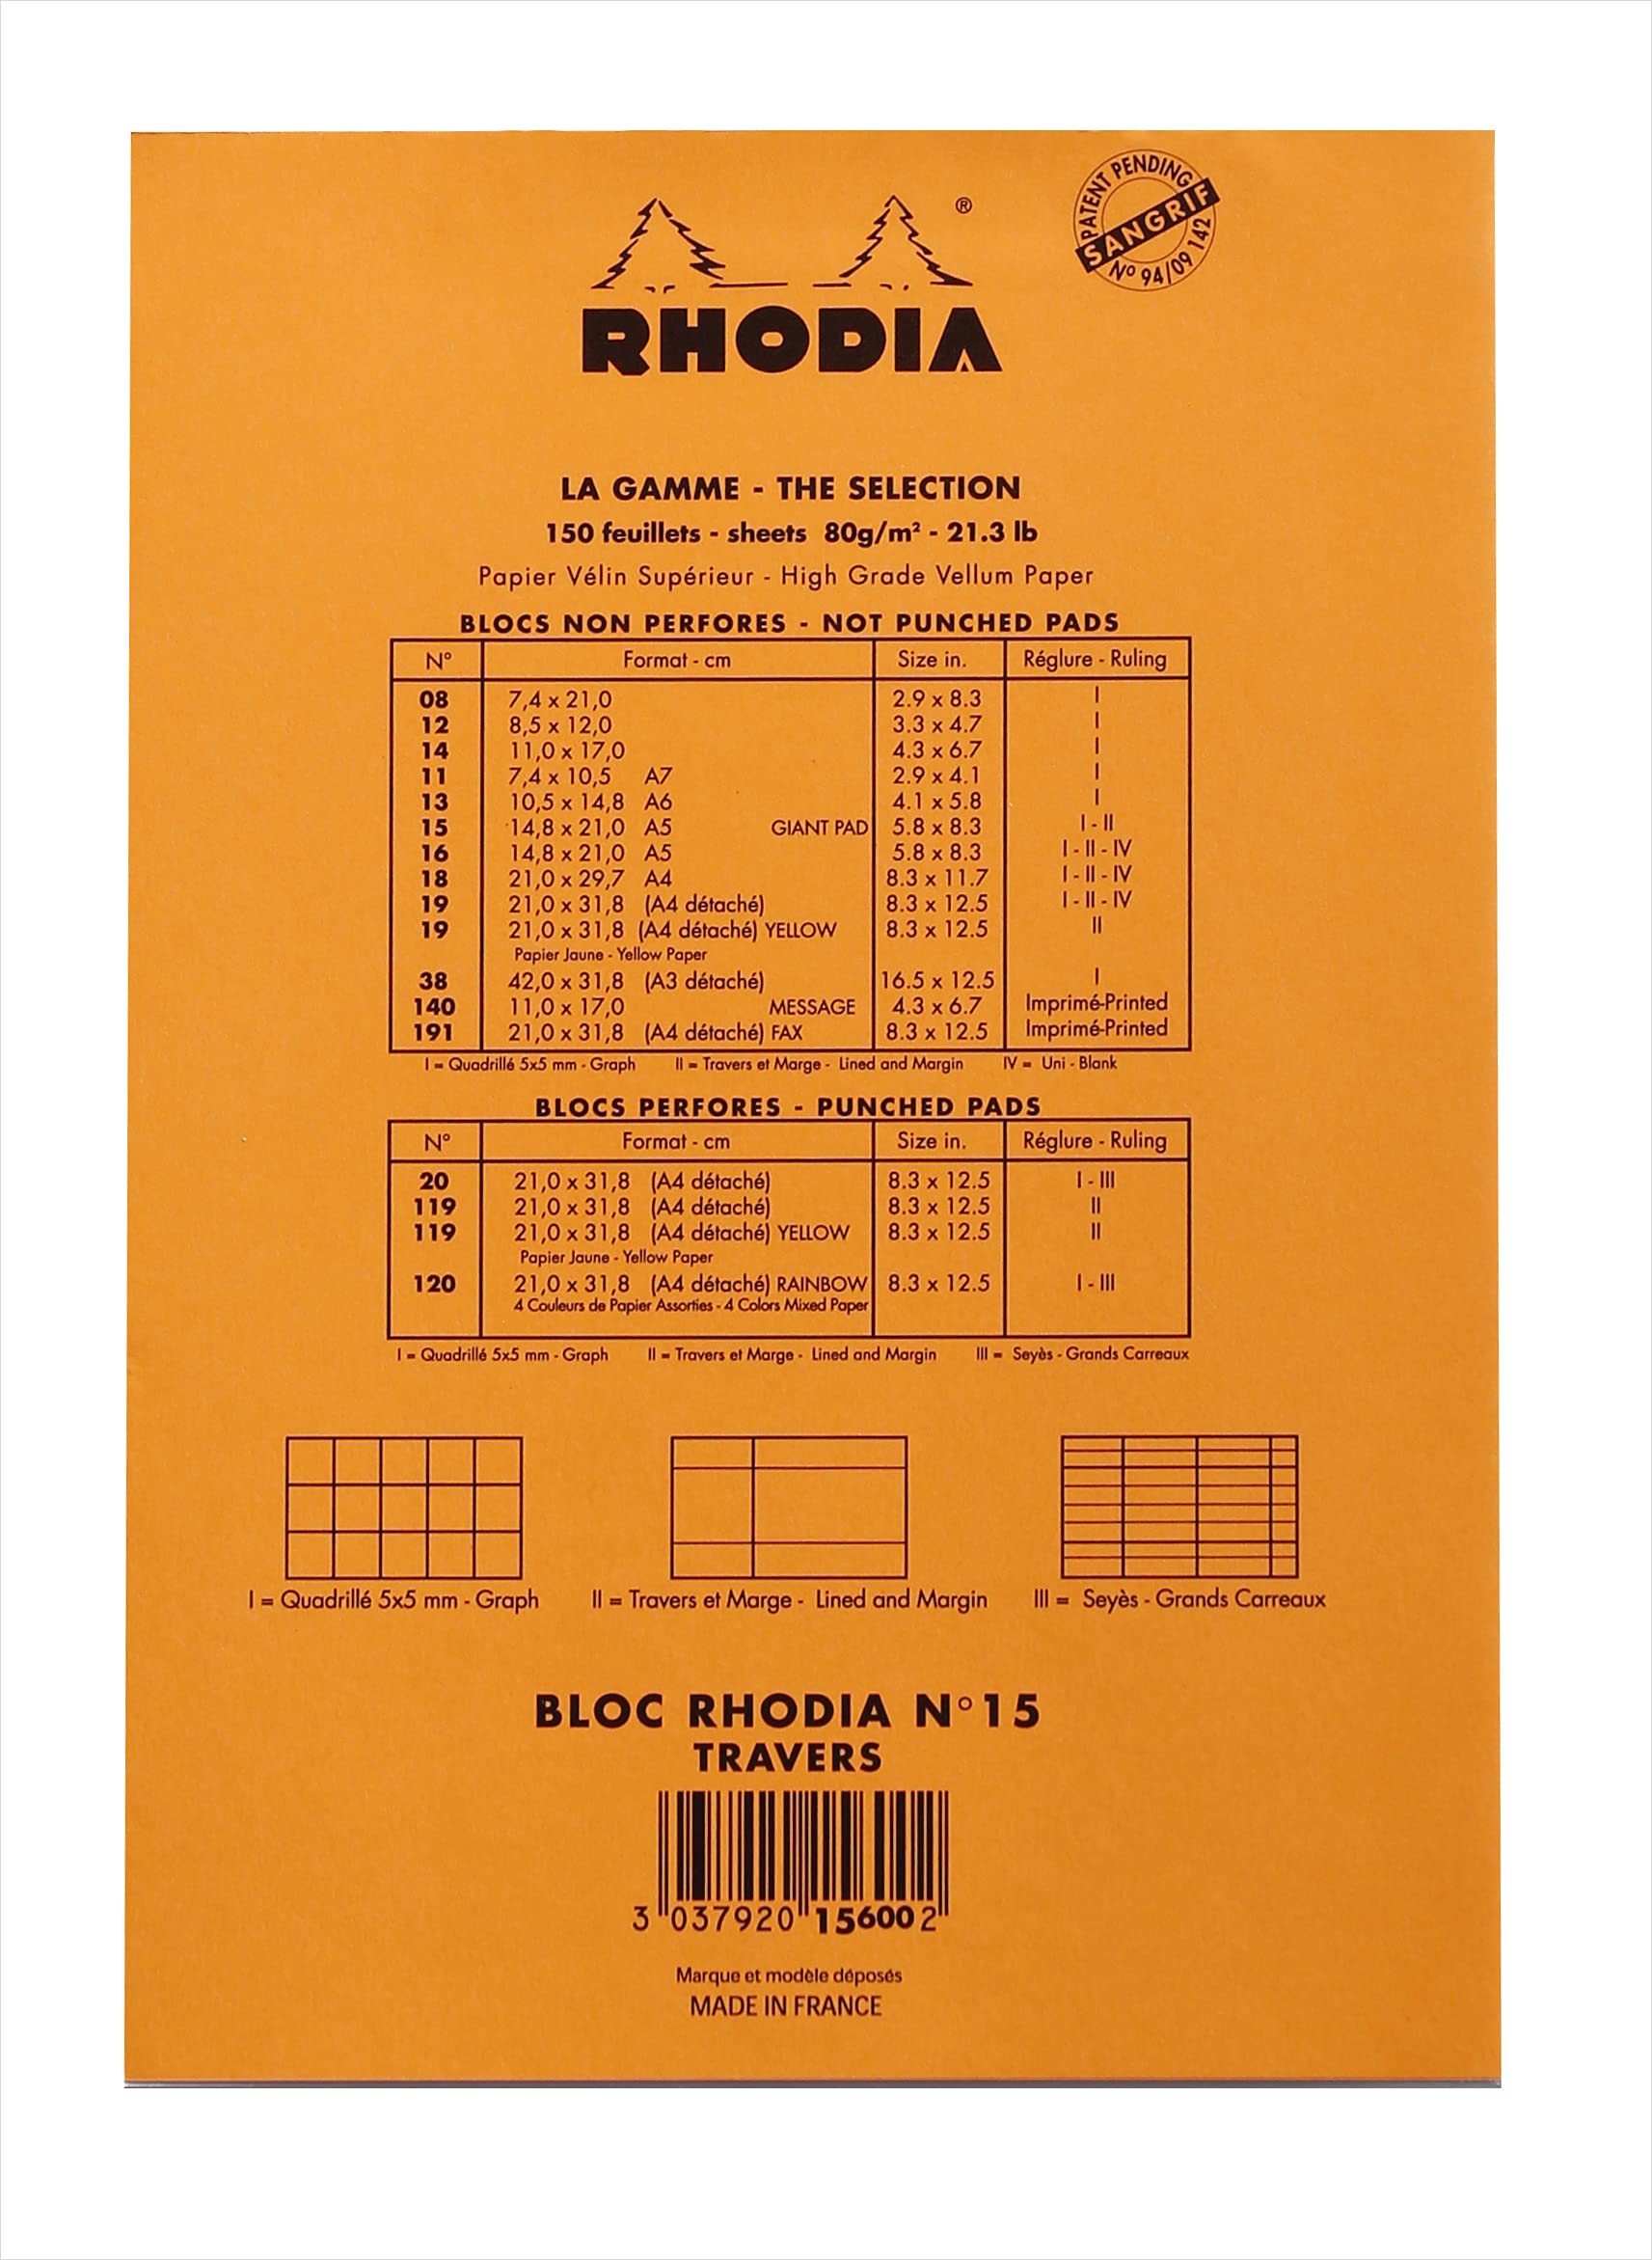 PATENT PENDING
SANGRIF
N° 94/09 142
®
RHODIA
LA GAMME - THE SELECTION
150 feuillets - sheets 80g/m² - 21.3 lb
Papier Vélin Supérieur - High Grade Vellum Paper
BLOCS NON PERFORES - NOT PUNCHED PADS
N° Format - cm Size in. Réglure - Ruling
08 7,4 x 21,0 2.9 x 8.3 I
12 8,5 x 12,0 3.3 x 4.7 I
14 11,0 x 17,0 4.3 x 6.7 I
11 7,4 x 10,5 A7 2.9 x 4.1 I
13 10,5 x 14,8 A6 4.1 x 5.8 I
15 14,8 x 21,0 A5 GIANT PAD 5.8 x 8.3 I - II
16 14,8 x 21,0 A5 5.8 x 8.3 I - II - IV
18 21,0 x 29,7 A4 8.3 x 11.7 I - II - IV
19 21,0 x 31,8 (A4 détaché) 8.3 x 12.5 I - II - IV
19 21,0 x 31,8 (A4 détaché) YELLOW 8.3 x 12.5 II
Papier Jaune - Yellow Paper
38 42,0 x 31,8 (A3 détaché) 16.5 x 12.5 I
140 11,0 x 17,0 MESSAGE 4.3 x 6.7 Imprimé-Printed
191 21,0 x 31,8 (A4 détaché) FAX 8.3 x 12.5 Imprimé-Printed
I = Quadrillé 5x5 mm - Graph II = Travers et Marge - Lined and Margin IV = Uni - Blank
BLOCS PERFORES - PUNCHED PADS
N° Format - cm Size in. Réglure - Ruling
20 21,0 x 31,8 (A4 détaché) 8.3 x 12.5 I - III
119 21,0 x 31,8 (A4 détaché) 8.3 x 12.5 II
119 21,0 x 31,8 (A4 détaché) YELLOW 8.3 x 12.5 II
Papier Jaune - Yellow Paper
120 21,0 x 31,8 (A4 détaché) RAINBOW 8.3 x 12.5 I - III
4 Couleurs de Papier Assorties - 4 Colors Mixed Paper
I = Quadrillé 5x5 mm - Graph II = Travers et Marge - Lined and Margin III = Seyès - Grands Carreaux
I = Quadrillé 5x5 mm - Graph II = Travers et Marge - Lined and Margin III = Seyès - Grands Carreaux
BLOC RHODIA N°15
TRAVERS
3 037920 156002
Marque et modèle déposés
MADE IN FRANCE